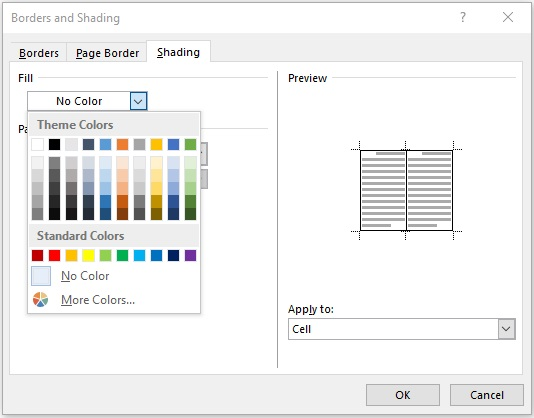 Borders and Shading
? ×
Borders Page Border Shading
Fill
Preview
No Color
Theme Colors
Standard Colors
No Color
More Colors...
Apply to:
Cell
OK Cancel